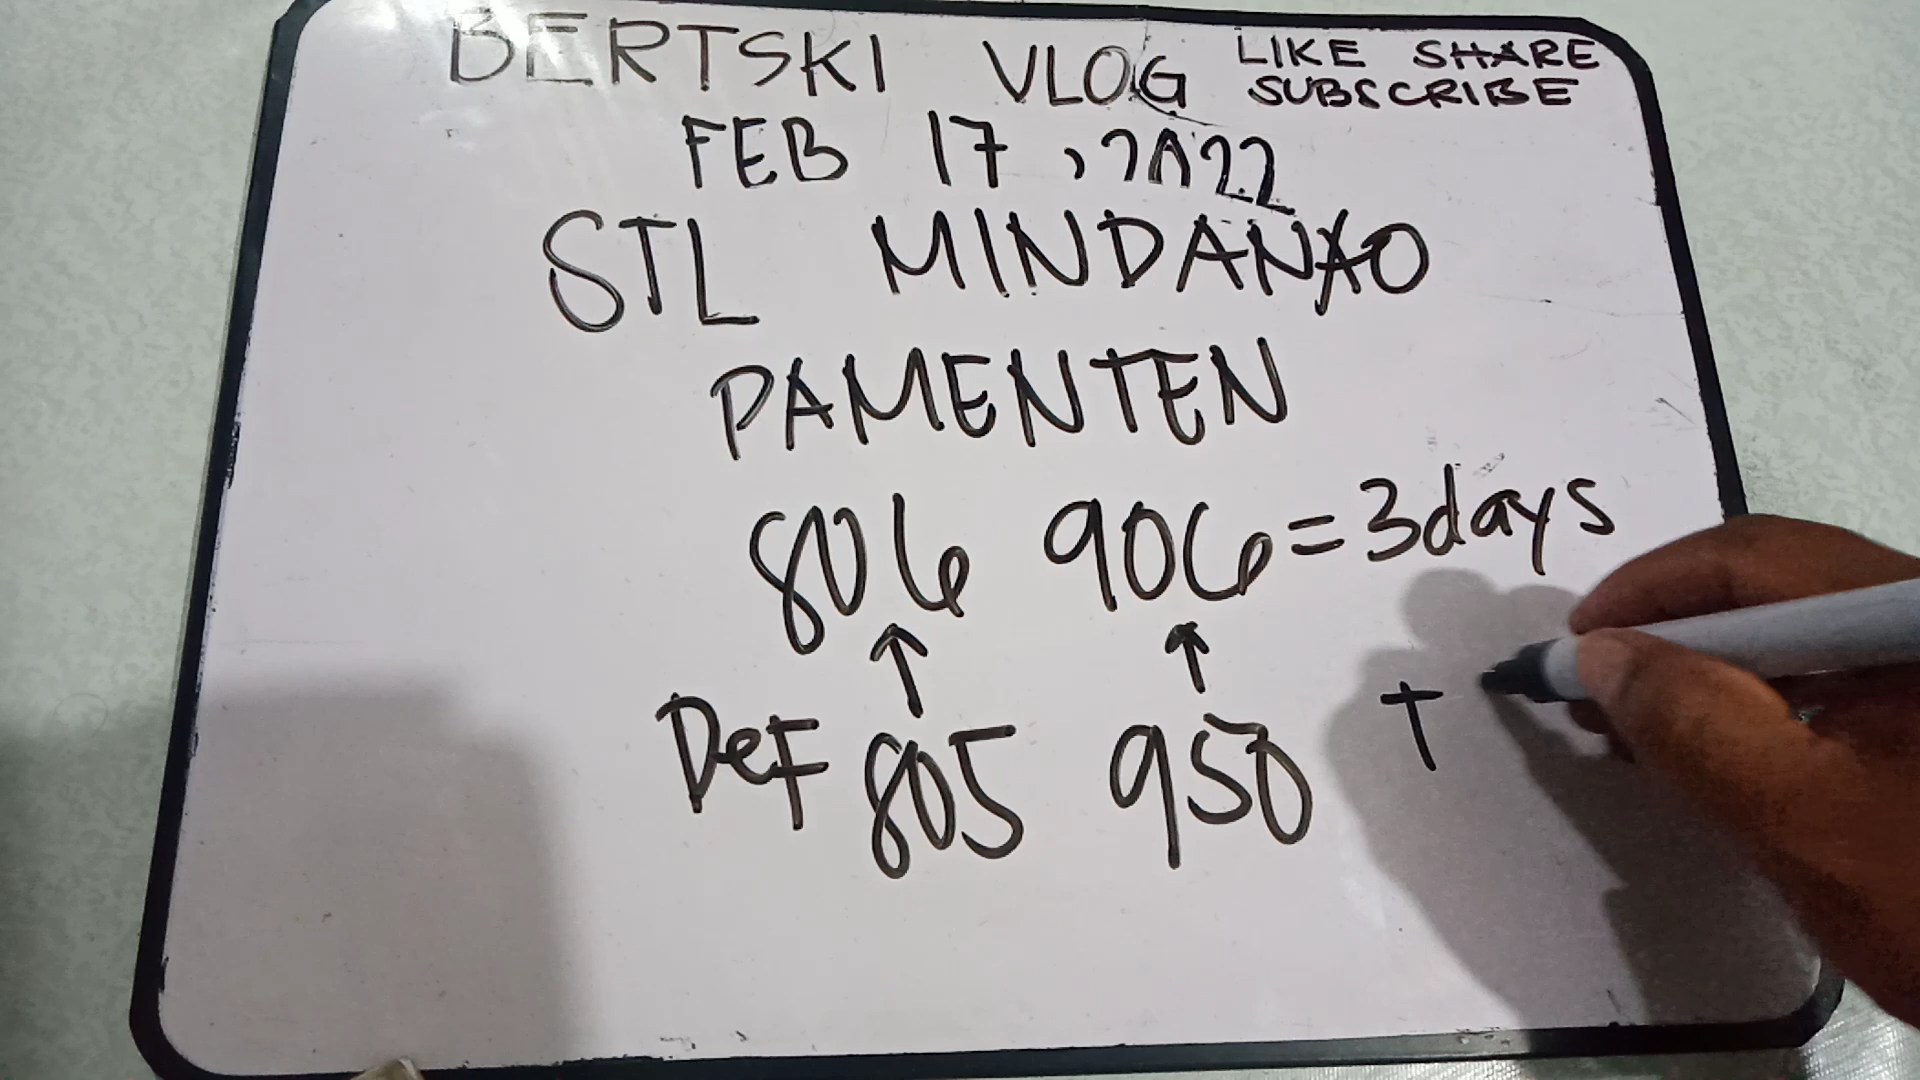 BERTSKI VLOG LIKE SHARE
SUBSCRIBE
FEB 17, 2022
STL MINDANAO
PAMENTEN
806 906=3days
↑ ↑
DeF 805 950 T